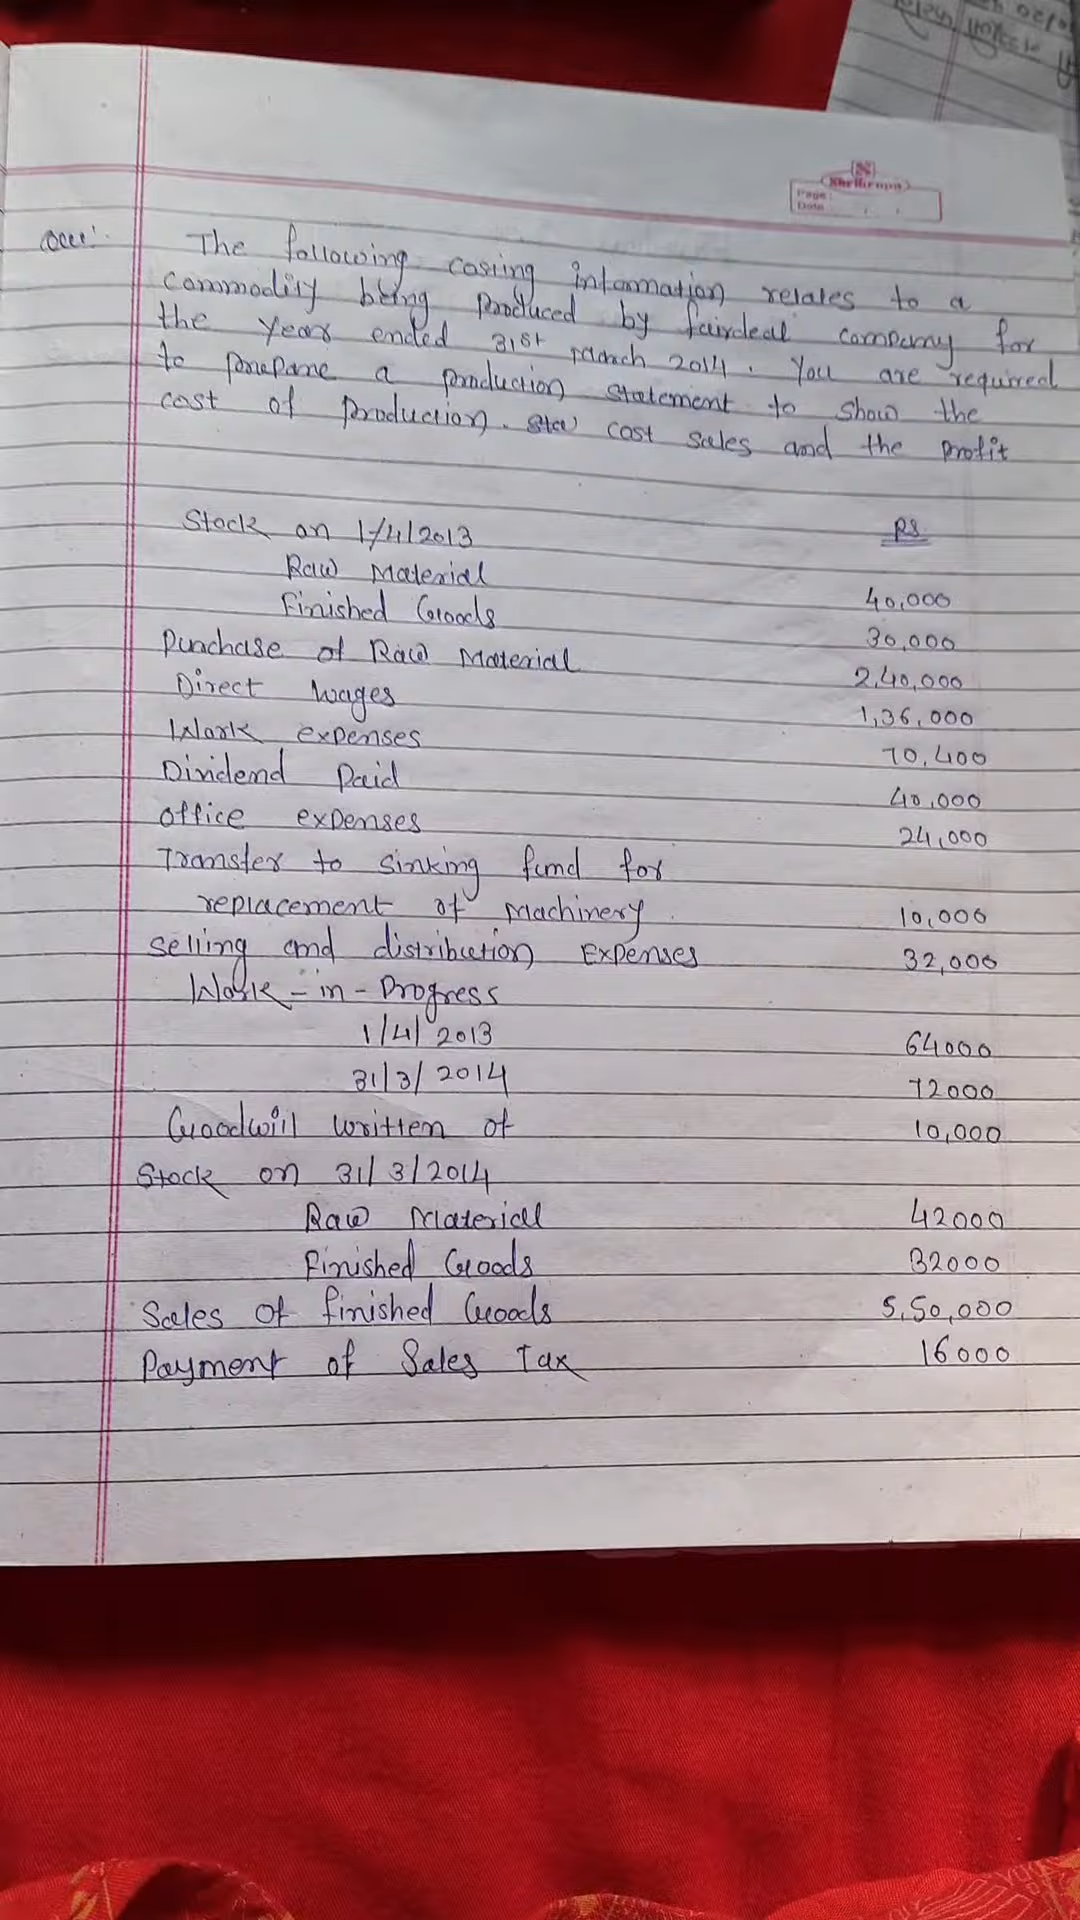 Shreeкrupa
Page:
Date
The following cosing information relates to a
commodity being produced by fairdeal company for
the year ended 31st March 2014. You are required
to prepare a production statement to show the
cost of production. cost sales and the profit
RS
Stock on 1/4/2013
Raw Material 40,000
Finished Goods 30,000
Purchase of Raw Material 2,40,000
Direct wages 1,36,000
Work expenses 70,400
Dividend Paid 40,000
office expenses 24,000
Transfer to sinking fund for
replacement of Machinery 10,000
selling and distribution Expenses 32,000
Work-in-Progress
1/4/2013 64000
31/3/2014 72000
Goodwill written of 10,000
Stock on 31/3/2014
Raw Material 42000
Finished Goods 32000
Sales of finished Goods 5,50,000
Payment of Sales Tax 16000